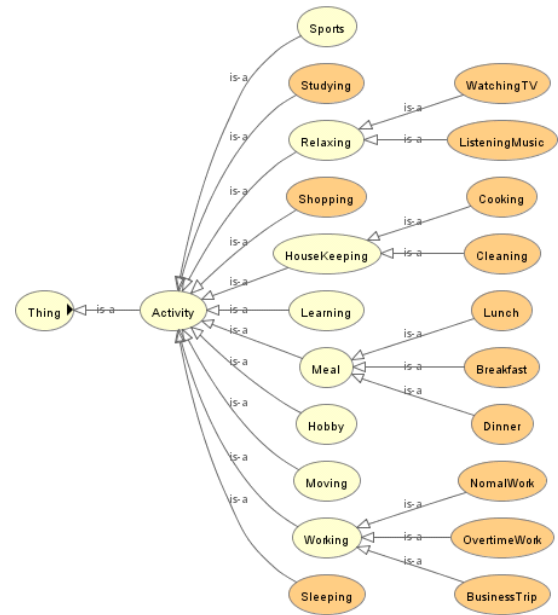 Sports
is-a
Studying
is-a
WatchingTV
is-a
Relaxing
is-a
ListeningMusic
is-a
is-a
Shopping
is-a
Cooking
is-a
HouseKeeping
is-a
Cleaning
is-a
Thing
is-a
Activity
is-a
Learning
Lunch
is-a
is-a
Meal
is-a
Breakfast
is-a
Hobby
is-a
Dinner
is-a
Moving
is-a
NomalWork
is-a
Working
is-a
OvertimeWork
is-a
is-a
Sleeping
BusinessTrip